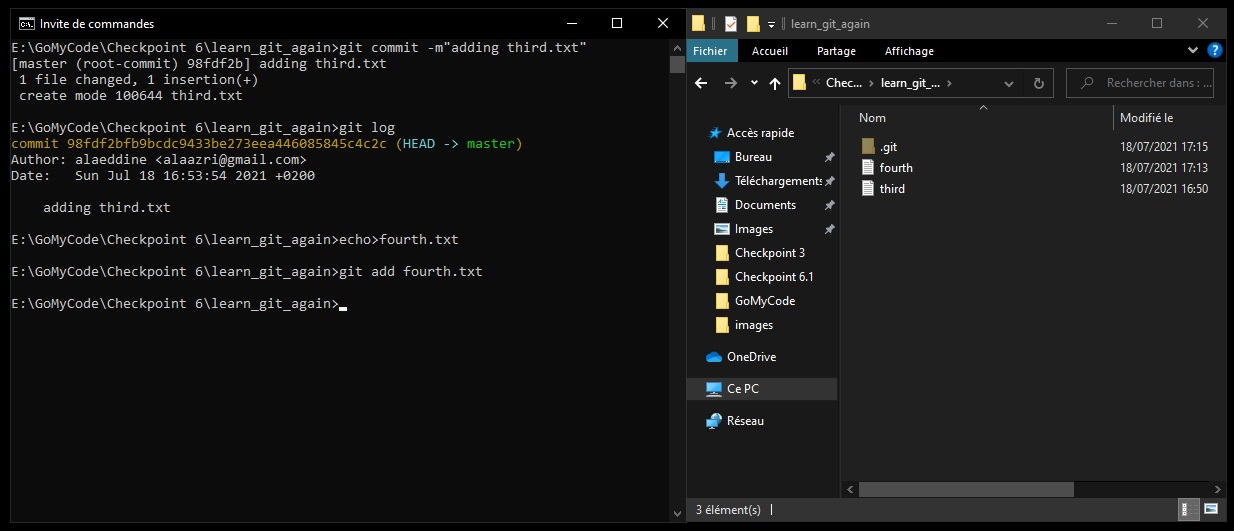 Invite de commandes
E:\GoMyCode\Checkpoint 6\learn_git_again>git commit -m"adding third.txt"
[master (root-commit) 98fdf2b] adding third.txt
 1 file changed, 1 insertion(+)
 create mode 100644 third.txt
E:\GoMyCode\Checkpoint 6\learn_git_again>git log
commit 98fdf2bfb9bcdc9433be273eea446085845c4c2c (HEAD -> master)
Author: alaeddine <alaazri@gmail.com>
Date:   Sun Jul 18 16:53:54 2021 +0200
    adding third.txt
E:\GoMyCode\Checkpoint 6\learn_git_again>echo>fourth.txt
E:\GoMyCode\Checkpoint 6\learn_git_again>git add fourth.txt
E:\GoMyCode\Checkpoint 6\learn_git_again>
learn_git_again
Fichier Accueil Partage Affichage
« Chec... > learn_git_... > Rechercher dans : ...
Accès rapide
Bureau
Téléchargements
Documents
Images
Checkpoint 3
Checkpoint 6.1
GoMyCode
images
OneDrive
Ce PC
Réseau
Nom Modifié le
.git 18/07/2021 17:15
fourth 18/07/2021 17:13
third 18/07/2021 16:50
3 élément(s)